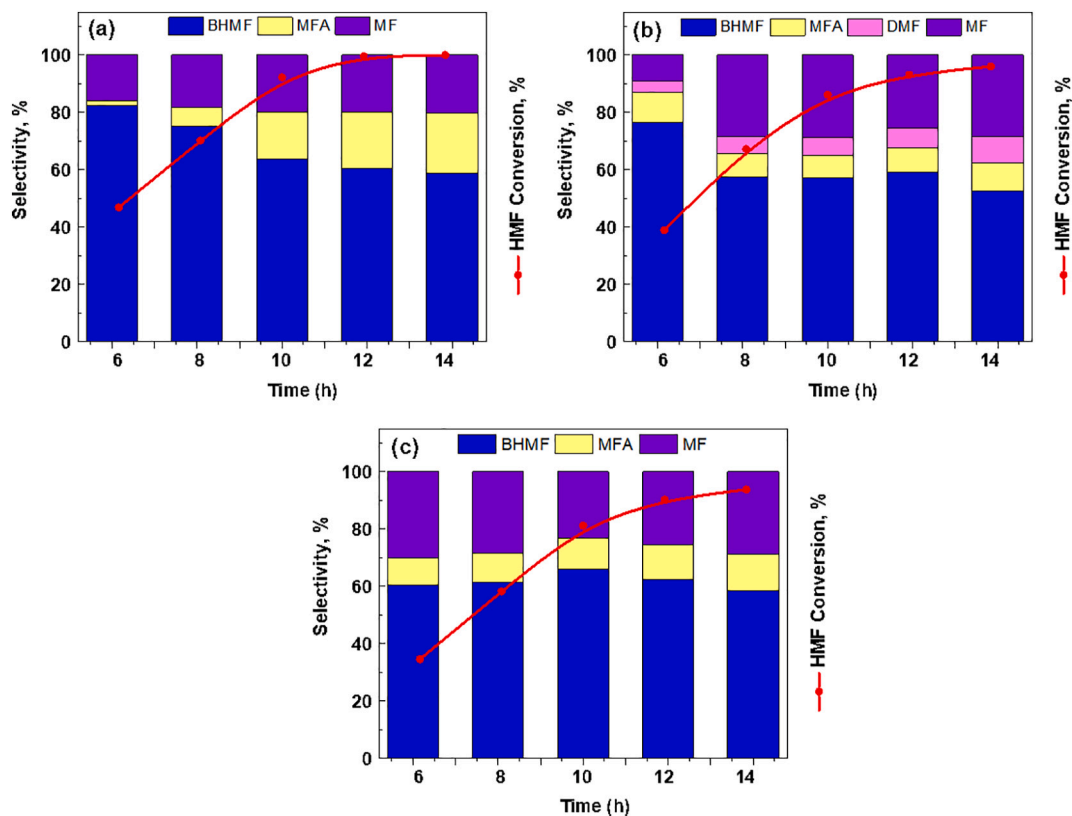 (a) BHMF MFA MF
100
80
60
40
20
0
Selectivity, %
6 8 10 12 14
Time (h)
HMF Conversion, %
(b) BHMF MFA DMF MF
100
80
60
40
20
0
Selectivity, %
6 8 10 12 14
Time (h)
HMF Conversion, %
(c) BHMF MFA MF
100
80
60
40
20
0
Selectivity, %
6 8 10 12 14
Time (h)
HMF Conversion, %